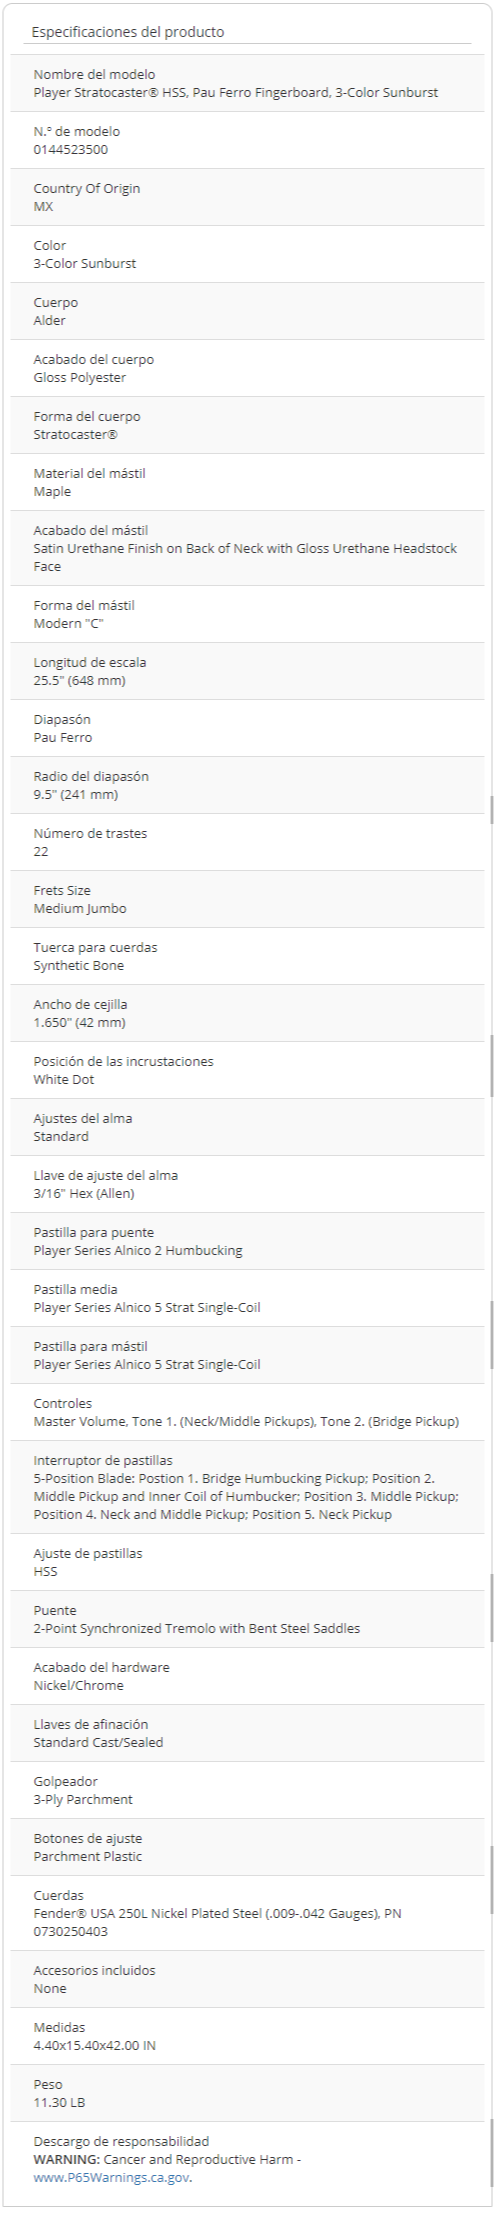 Especificaciones del producto
Nombre del modelo
Player Stratocaster® HSS, Pau Ferro Fingerboard, 3-Color Sunburst
N.º de modelo
0144523500
Country Of Origin
MX
Color
3-Color Sunburst
Cuerpo
Alder
Acabado del cuerpo
Gloss Polyester
Forma del cuerpo
Stratocaster®
Material del mástil
Maple
Acabado del mástil
Satin Urethane Finish on Back of Neck with Gloss Urethane Headstock
Face
Forma del mástil
Modern "C"
Longitud de escala
25.5" (648 mm)
Diapasón
Pau Ferro
Radio del diapasón
9.5" (241 mm)
Número de trastes
22
Frets Size
Medium Jumbo
Tuerca para cuerdas
Synthetic Bone
Ancho de cejilla
1.650" (42 mm)
Posición de las incrustaciones
White Dot
Ajustes del alma
Standard
Llave de ajuste del alma
3/16" Hex (Allen)
Pastilla para puente
Player Series Alnico 2 Humbucking
Pastilla media
Player Series Alnico 5 Strat Single-Coil
Pastilla para mástil
Player Series Alnico 5 Strat Single-Coil
Controles
Master Volume, Tone 1. (Neck/Middle Pickups), Tone 2. (Bridge Pickup)
Interruptor de pastillas
5-Position Blade: Postion 1. Bridge Humbucking Pickup; Position 2.
Middle Pickup and Inner Coil of Humbucker; Position 3. Middle Pickup;
Position 4. Neck and Middle Pickup; Position 5. Neck Pickup
Ajuste de pastillas
HSS
Puente
2-Point Synchronized Tremolo with Bent Steel Saddles
Acabado del hardware
Nickel/Chrome
Llaves de afinación
Standard Cast/Sealed
Golpeador
3-Ply Parchment
Botones de ajuste
Parchment Plastic
Cuerdas
Fender® USA 250L Nickel Plated Steel (.009-.042 Gauges), PN
0730250403
Accesorios incluidos
None
Medidas
4.40x15.40x42.00 IN
Peso
11.30 LB
Descargo de responsabilidad
WARNING: Cancer and Reproductive Harm -
www.P65Warnings.ca.gov.